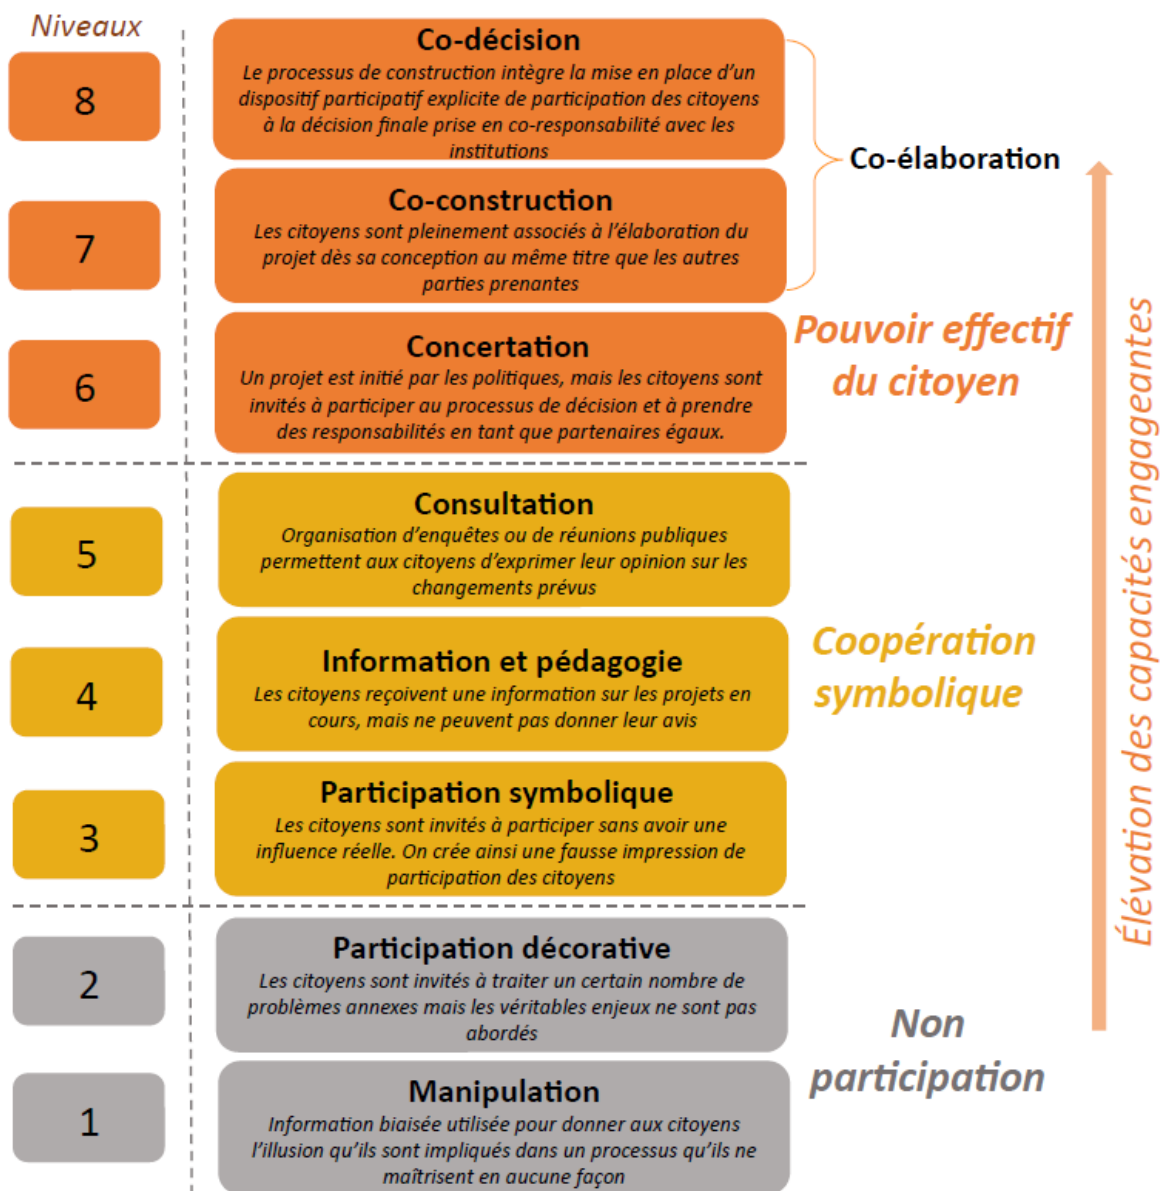 Niveaux
8
Co-décision
Le processus de construction intègre la mise en place d'un
dispositif participatif explicite de participation des citoyens
à la décision finale prise en co-responsabilité avec les
institutions
Co-élaboration
7
Co-construction
Les citoyens sont pleinement associés à l'élaboration du
projet dès sa conception au même titre que les autres
parties prenantes
6
Concertation
Un projet est initié par les politiques, mais les citoyens sont
invités à participer au processus de décision et à prendre
des responsabilités en tant que partenaires égaux.
Pouvoir effectif
du citoyen
5
Consultation
Organisation d'enquêtes ou de réunions publiques
permettent aux citoyens d'exprimer leur opinion sur les
changements prévus
4
Information et pédagogie
Les citoyens reçoivent une information sur les projets en
cours, mais ne peuvent pas donner leur avis
3
Participation symbolique
Les citoyens sont invités à participer sans avoir une
influence réelle. On crée ainsi une fausse impression de
participation des citoyens
Coopération
symbolique
2
Participation décorative
Les citoyens sont invités à traiter un certain nombre de
problèmes annexes mais les véritables enjeux ne sont pas
abordés
1
Manipulation
Information biaisée utilisée pour donner aux citoyens
l'illusion qu'ils sont impliqués dans un processus qu'ils ne
maîtrisent en aucune façon
Non
participation
Élévation des capacités engageantes